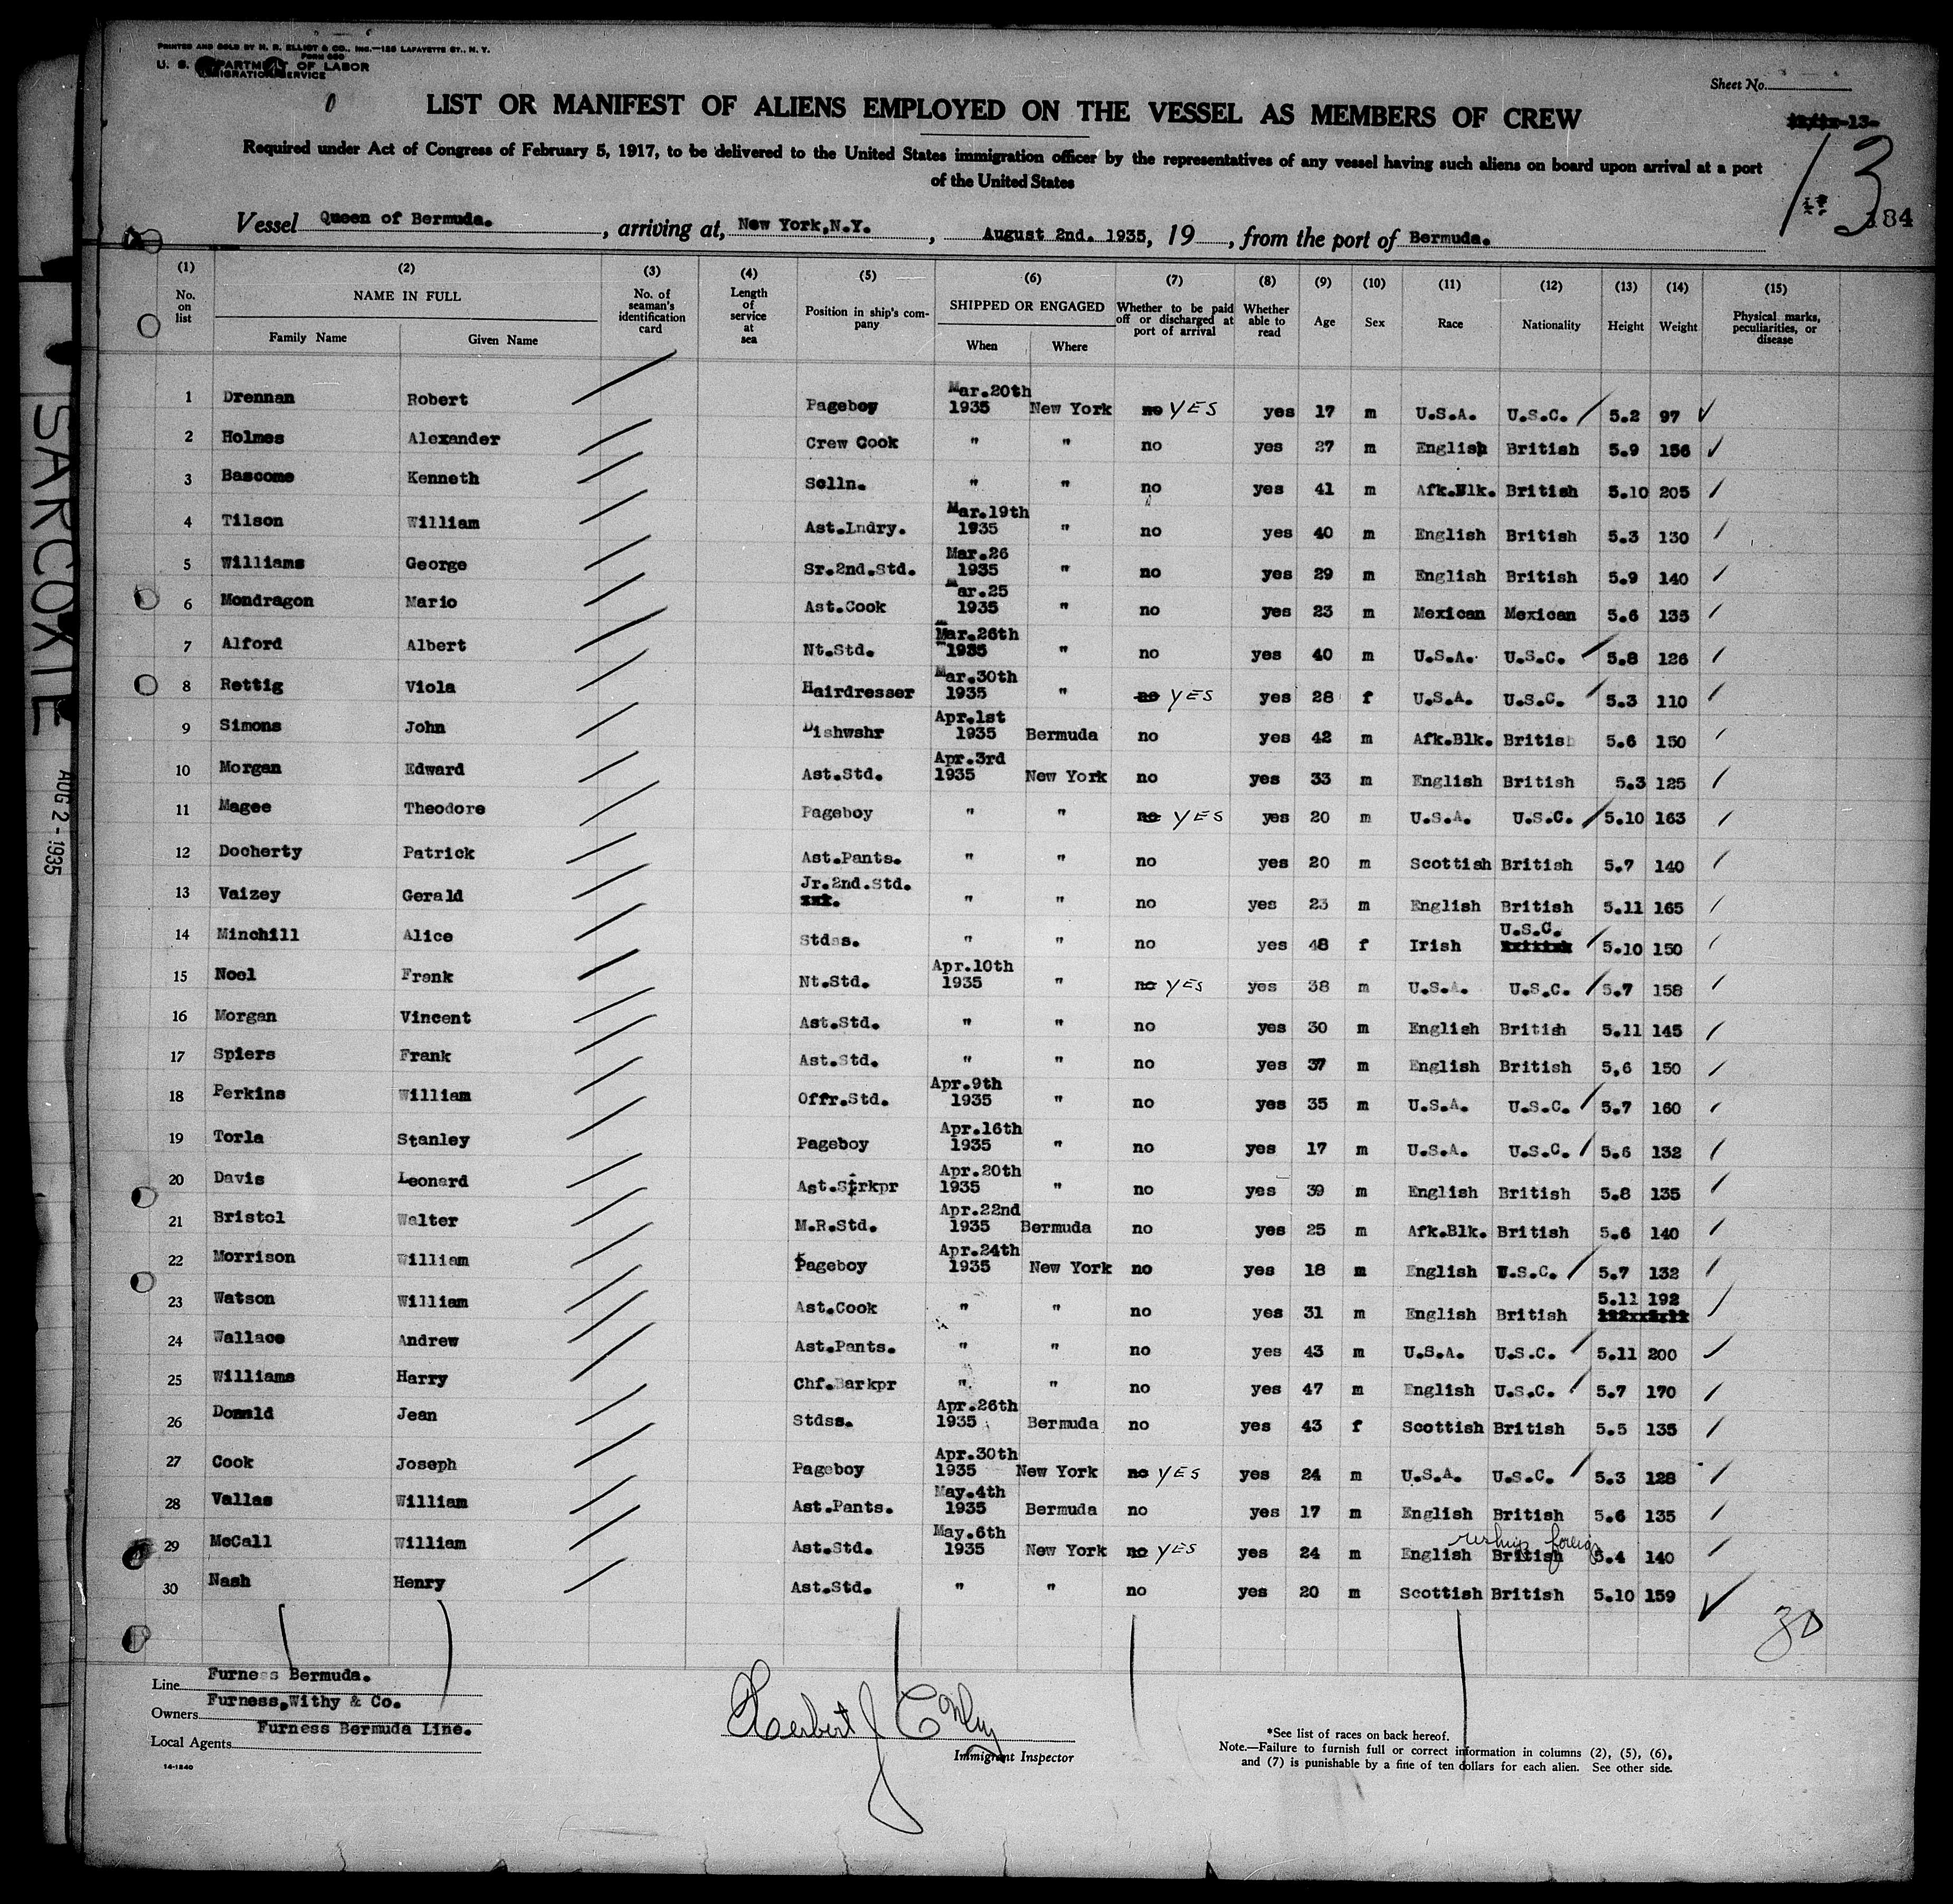 PRINTED AND SOLD BY H. R. ELLIOT & CO., INC.—125 LAFAYETTE ST., N. Y.
U. S. DEPARTMENT OF LABOR
IMMIGRATION SERVICE
Sheet No.
LIST OR MANIFEST OF ALIENS EMPLOYED ON THE VESSEL AS MEMBERS OF CREW
-13-
13
184
Required under Act of Congress of February 5, 1917, to be delivered to the United States immigration officer by the representatives of any vessel having such aliens on board upon arrival at a port
of the United States
Vessel Queen of Bermuda. , arriving at, New York,N.Y. , August 2nd. 1935, 19 , from the port of Bermuda.
(1) (2) (3) (4) (5) (6) (7) (8) (9) (10) (11) (12) (13) (14) (15)
No. on list NAME IN FULL Family Name Given Name No. of seaman's identification card Length of service at sea Position in ship's company SHIPPED OR ENGAGED When Where Whether to be paid off or discharged at port of arrival Whether able to read Age Sex Race Nationality Height Weight Physical marks, peculiarities, or disease
1 Drennan Robert Pageboy Mar.20th 1935 New York no YES yes 17 m U.S.A. U.S.C. 5.2 97
2 Holmes Alexander Crew Cook " " no yes 27 m English British 5.9 156
3 Bascome Kenneth Solln. " " no yes 41 m Afk.Blk. British 5.10 205
4 Tilson William Ast.Lndry. Mar.19th 1935 " no yes 40 m English British 5.3 130
5 Williams George Sr.2nd.Std. Mar.26 1935 " no yes 29 m English British 5.9 140
6 Mondragon Mario Ast.Cook Mar.25 1935 " no yes 23 m Mexican Mexican 5.6 135
7 Alford Albert Nt.Std. Mar.26th 1935 " no yes 40 m U.S.A. U.S.C. 5.8 126
8 Rettig Viola Hairdresser Mar.30th 1935 " no YES yes 28 f U.S.A. U.S.C. 5.3 110
9 Simons John Dishwshr Apr.1st 1935 Bermuda no yes 42 m Afk.Blk. British 5.6 150
10 Morgan Edward Ast.Std. Apr.3rd 1935 New York no yes 33 m English British 5.3 125
11 Magee Theodore Pageboy " " no YES yes 20 m U.S.A. U.S.C. 5.10 163
12 Docherty Patrick Ast.Pants. " " no yes 20 m Scottish British 5.7 140
13 Vaizey Gerald Jr.2nd.Std. " " no yes 23 m English British 5.11 165
14 Minchill Alice Stdss. " " no yes 48 f Irish U.S.C. 5.10 150
15 Noel Frank Nt.Std. Apr.10th 1935 " no YES yes 38 m U.S.A. U.S.C. 5.7 158
16 Morgan Vincent Ast.Std. " " no yes 30 m English British 5.11 145
17 Spiers Frank Ast.Std. " " no yes 37 m English British 5,6 150
18 Perkins William Offr.Std. Apr.9th 1935 " no yes 35 m U.S.A. U.S.C. 5.7 160
19 Torla Stanley Pageboy Apr.16th 1935 " no yes 17 m U.S.A. U.S.C. 5.6 132
20 Davis Leonard Ast.Strkpr Apr.20th 1935 " no yes 39 m English British 5.8 135
21 Bristol Walter M.R.Std. Apr.22nd 1935 Bermuda no yes 25 m Afk.Blk. British 5.6 140
22 Morrison William Pageboy Apr.24th 1935 New York no yes 18 m English U.S.C. 5.7 132
23 Watson William Ast.Cook " " no yes 31 m English British 5.11 192
24 Wallace Andrew Ast.Pants. " " no yes 43 m U.S.A. U.S.C. 5.11 200
25 Williams Harry Chf.Barkpr " " no yes 47 m English U.S.C. 5.7 170
26 Donald Jean Stdss. Apr.26th 1935 Bermuda no yes 43 f Scottish British 5.5 135
27 Cook Joseph Pageboy Apr.30th 1935 New York no YES yes 24 m U.S.A. U.S.C. 5.3 128
28 Vallas William Ast.Pants. May.4th 1935 Bermuda no yes 17 m English British 5.6 135
reship foreign
29 McCall William Ast.Std. May.6th 1935 New York no YES yes 24 m English British 5.4 140
30 Nash Henry Ast.Std. " " no yes 20 m Scottish British 5.10 159
30
Line Furness Bermuda.
Owners Furness,Withy & Co.
Local Agents Furness Bermuda Line.
14-1240
Immigrant Inspector
*See list of races on back hereof.
Note.—Failure to furnish full or correct information in columns (2), (5), (6),
and (7) is punishable by a fine of ten dollars for each alien. See other side.
SARCOXIE
AUG 2 - 1935